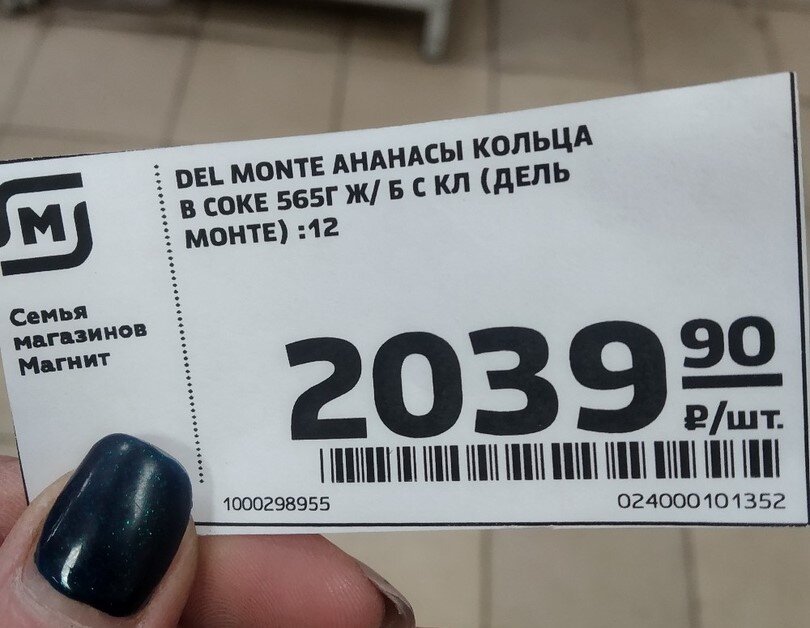 DEL MONTE АНАНАСЫ КОЛЬЦА
В СОКЕ 565Г Ж/ Б С КЛ (ДЕЛЬ
МОНТЕ) :12
М
Семья
магазинов
Магнит
2039 90
₽/шт.
1000298955 024000101352